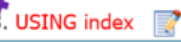 . USING index